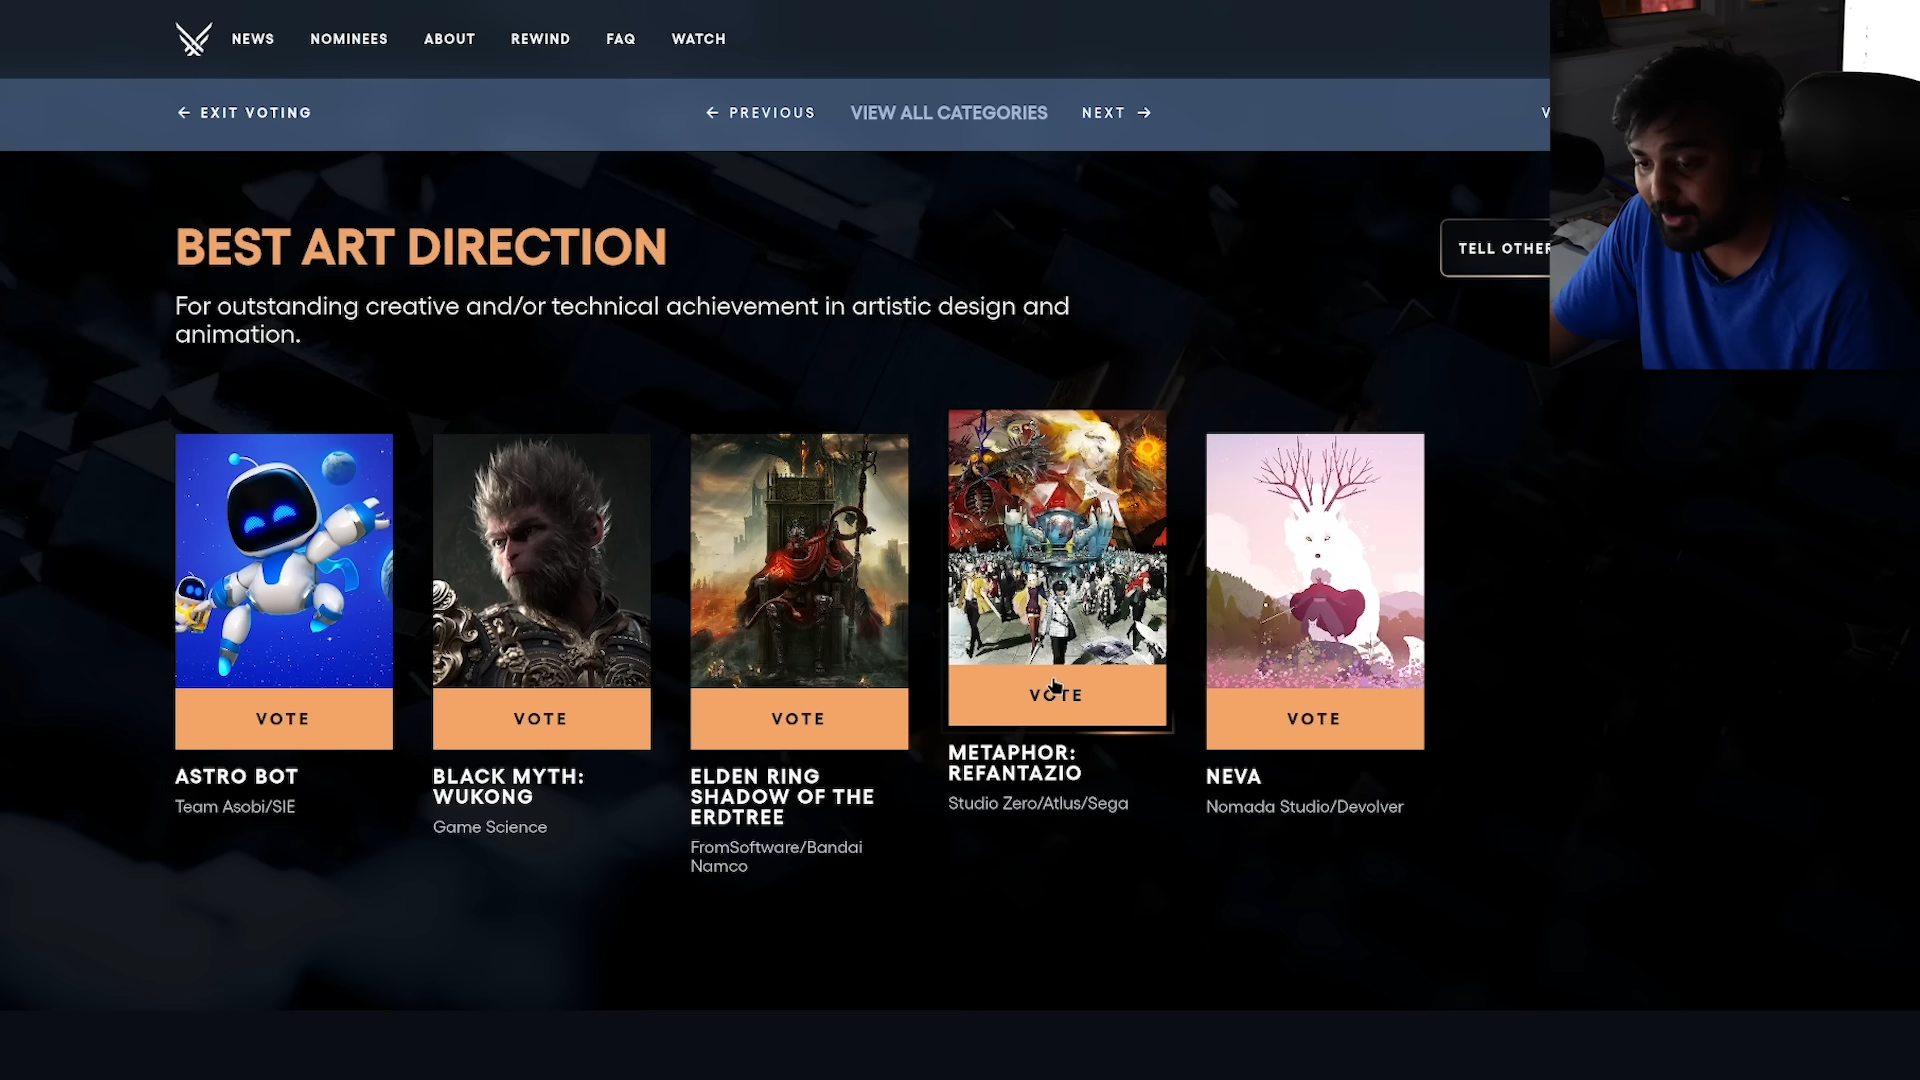 NEWS NOMINEES ABOUT REWIND FAQ WATCH
← EXIT VOTING ← PREVIOUS VIEW ALL CATEGORIES NEXT → V
BEST ART DIRECTION
TELL OTHER
For outstanding creative and/or technical achievement in artistic design and
animation.
VOTE
ASTRO BOT
Team Asobi/SIE
VOTE
BLACK MYTH:
WUKONG
Game Science
VOTE
ELDEN RING
SHADOW OF THE
ERDTREE
FromSoftware/Bandai
Namco
VOTE
METAPHOR:
REFANTAZIO
Studio Zero/Atlus/Sega
VOTE
NEVA
Nomada Studio/Devolver